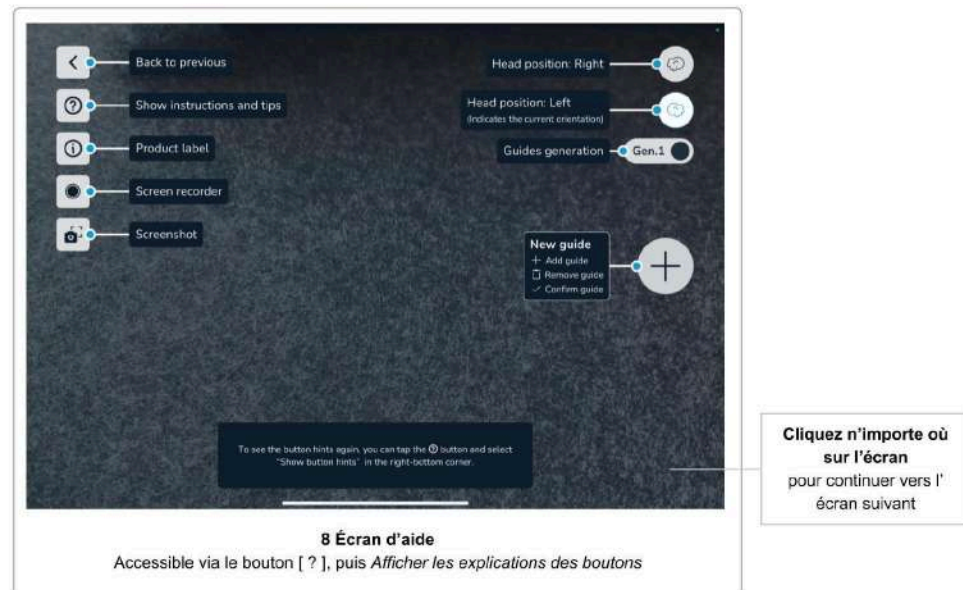 Back to previous
Show instructions and tips
Product label
Screen recorder
Screenshot
Head position: Right
Head position: Left
(Indicates the current orientation)
Guides generation
Gen.1
New guide
Add guide
Remove guide
Confirm guide
To see the button hints again, you can tap the ? button and select
"Show button hints" in the right-bottom corner.
Cliquez n'importe où
sur l'écran
pour continuer vers l'
écran suivant
8 Écran d'aide
Accessible via le bouton [ ? ], puis Afficher les explications des boutons